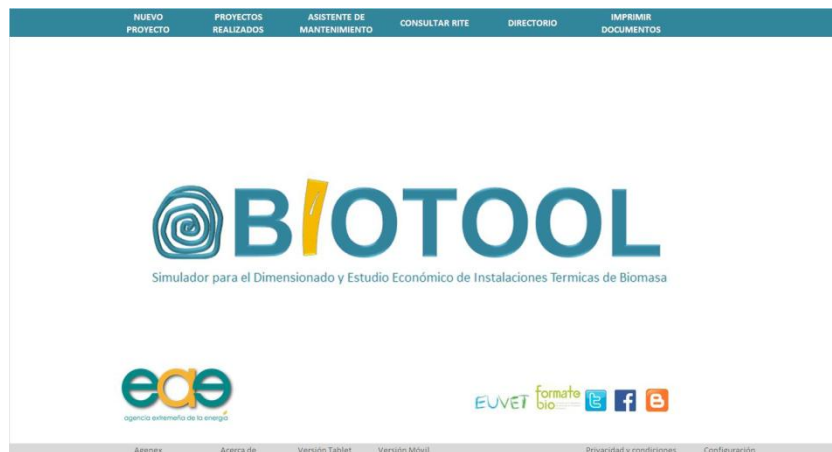 NUEVO PROYECTO
PROYECTOS REALIZADOS
ASISTENTE DE MANTENIMIENTO
CONSULTAR RITE
DIRECTORIO
IMPRIMIR DOCUMENTOS
BIOTOOL
Simulador para el Dimensionado y Estudio Económico de Instalaciones Termicas de Biomasa
eae
agencia extremeña de la energía
EUVET
formato
bio
Agenex Acerca de Versión Tablet Versión Móvil Privacidad y condiciones Configuración